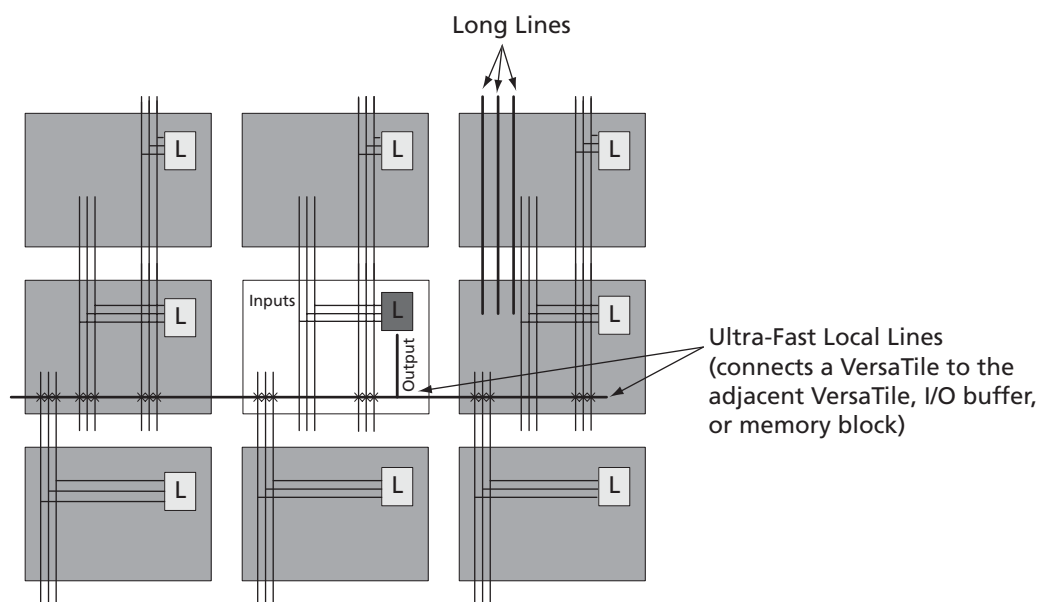 Long Lines
L
L
L
L
Inputs
L
Output
L
Ultra-Fast Local Lines
(connects a VersaTile to the
adjacent VersaTile, I/O buffer,
or memory block)
L
L
L